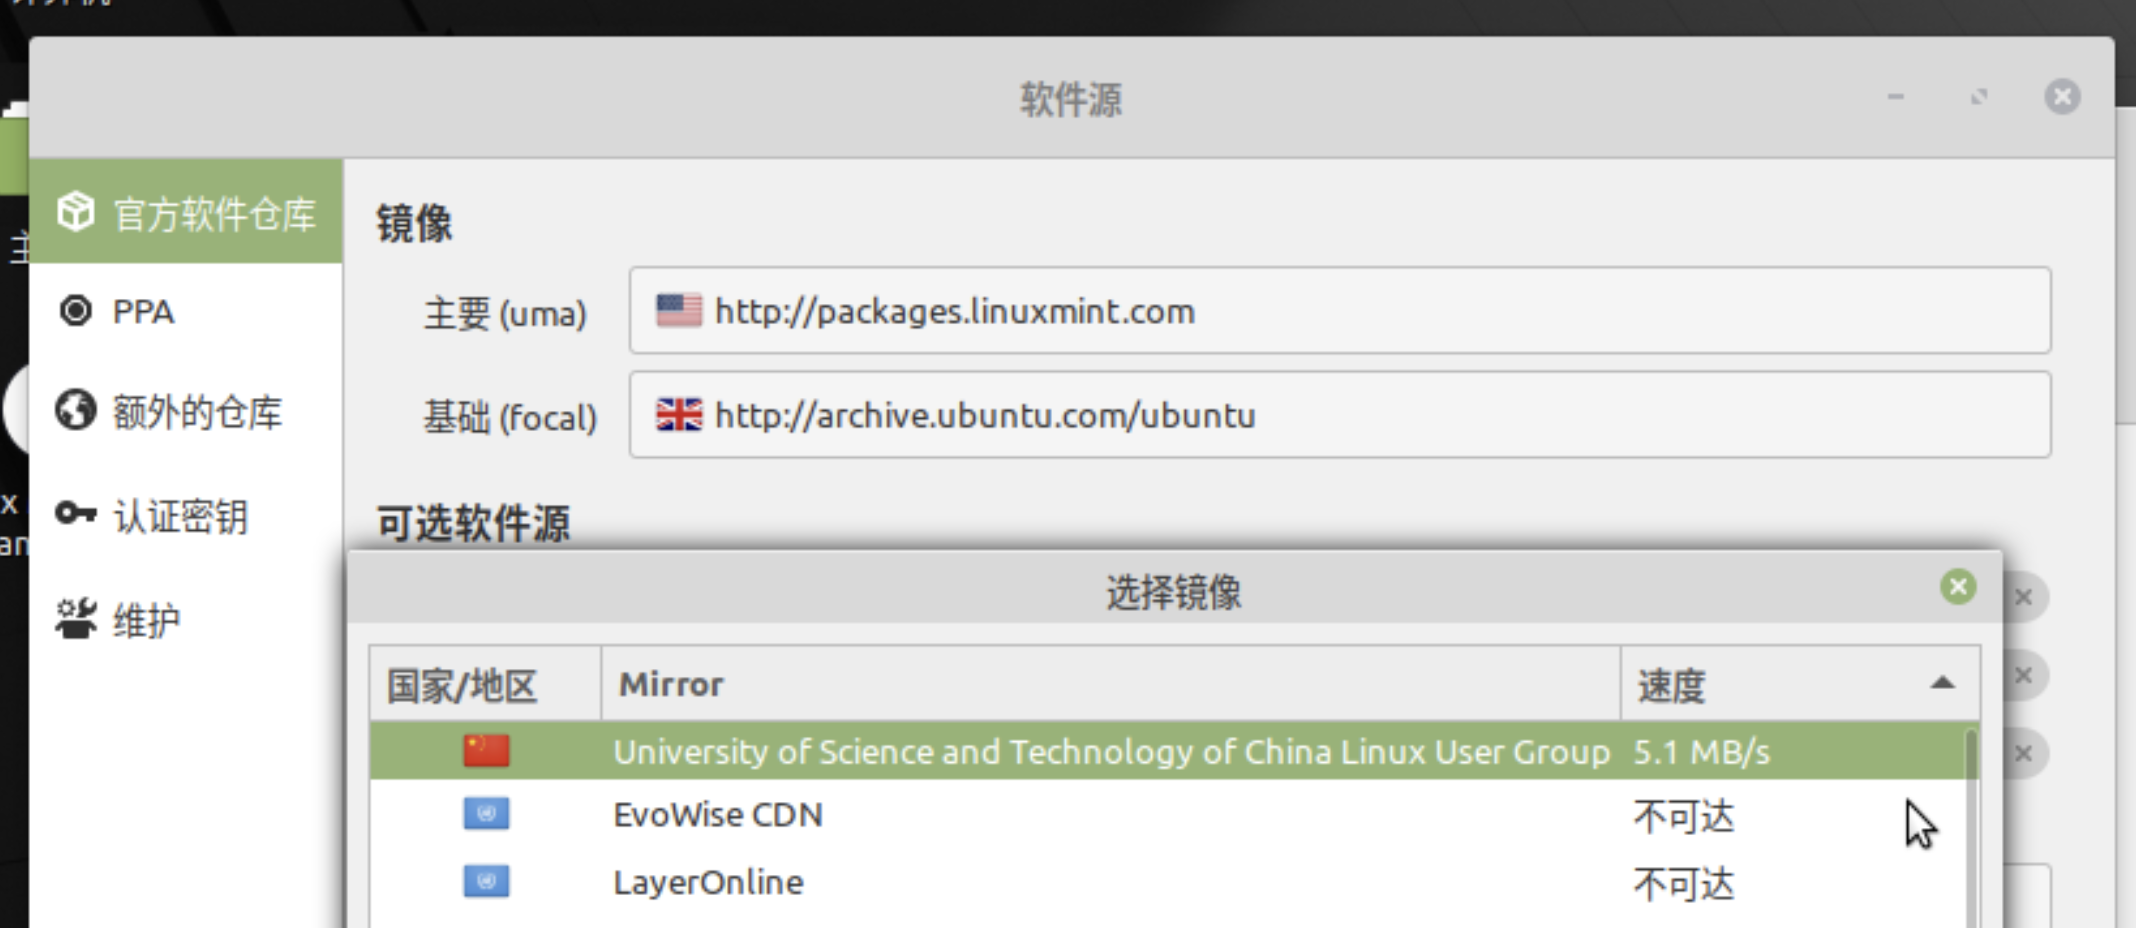 软件源
官方软件仓库
PPA
额外的仓库
认证密钥
维护
镜像
主要 (uma)
http://packages.linuxmint.com
基础 (focal)
http://archive.ubuntu.com/ubuntu
可选软件源
选择镜像
国家/地区 Mirror 速度
University of Science and Technology of China Linux User Group 5.1 MB/s
EvoWise CDN 不可达
LayerOnline 不可达